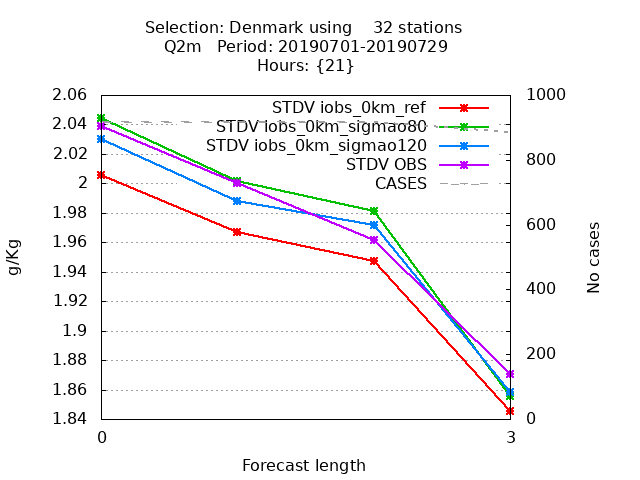 Selection: Denmark using    32 stations
Q2m   Period: 20190701-20190729
Hours: {21}
2.06
2.04
2.02
2
1.98
1.96
1.94
1.92
1.9
1.88
1.86
1.84
g/Kg
STDV iobs_0km_ref
STDV iobs_0km_sigmao80
STDV iobs_0km_sigmao120
STDV OBS
CASES
1000
800
600
400
200
0
No cases
0
3
Forecast length